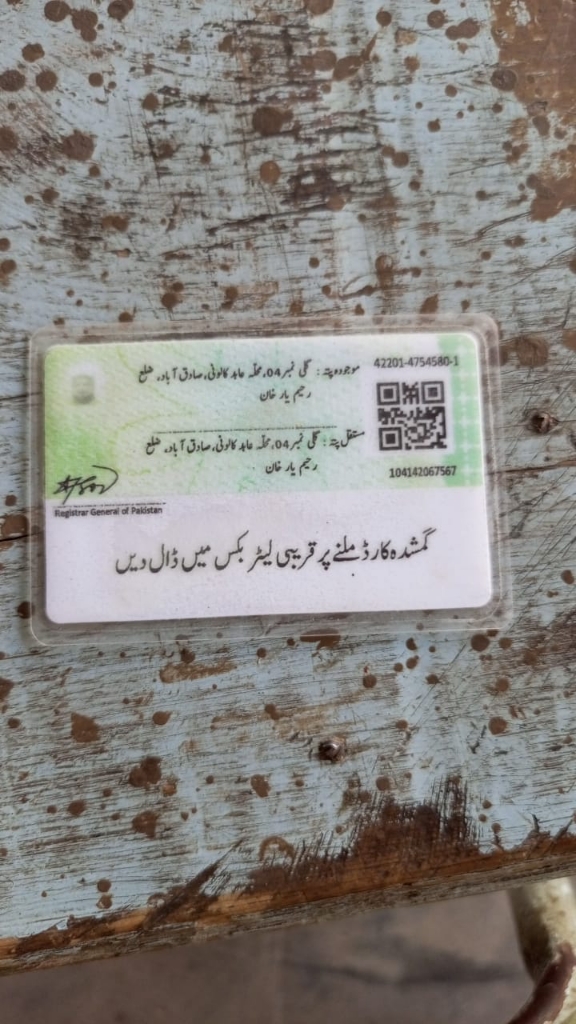 42201-4754580-1
موجودہ پتہ : گلی نمبر 04، محلہ عابد کالونی، صادق آباد، ضلع
رحیم یار خان
مستقل پتہ : گلی نمبر 04، محلہ عابد کالونی، صادق آباد، ضلع
رحیم یار خان
104142067567
Registrar General of Pakistan
گمشدہ کارڈ ملنے پر قریبی لیٹر بکس میں ڈال دیں